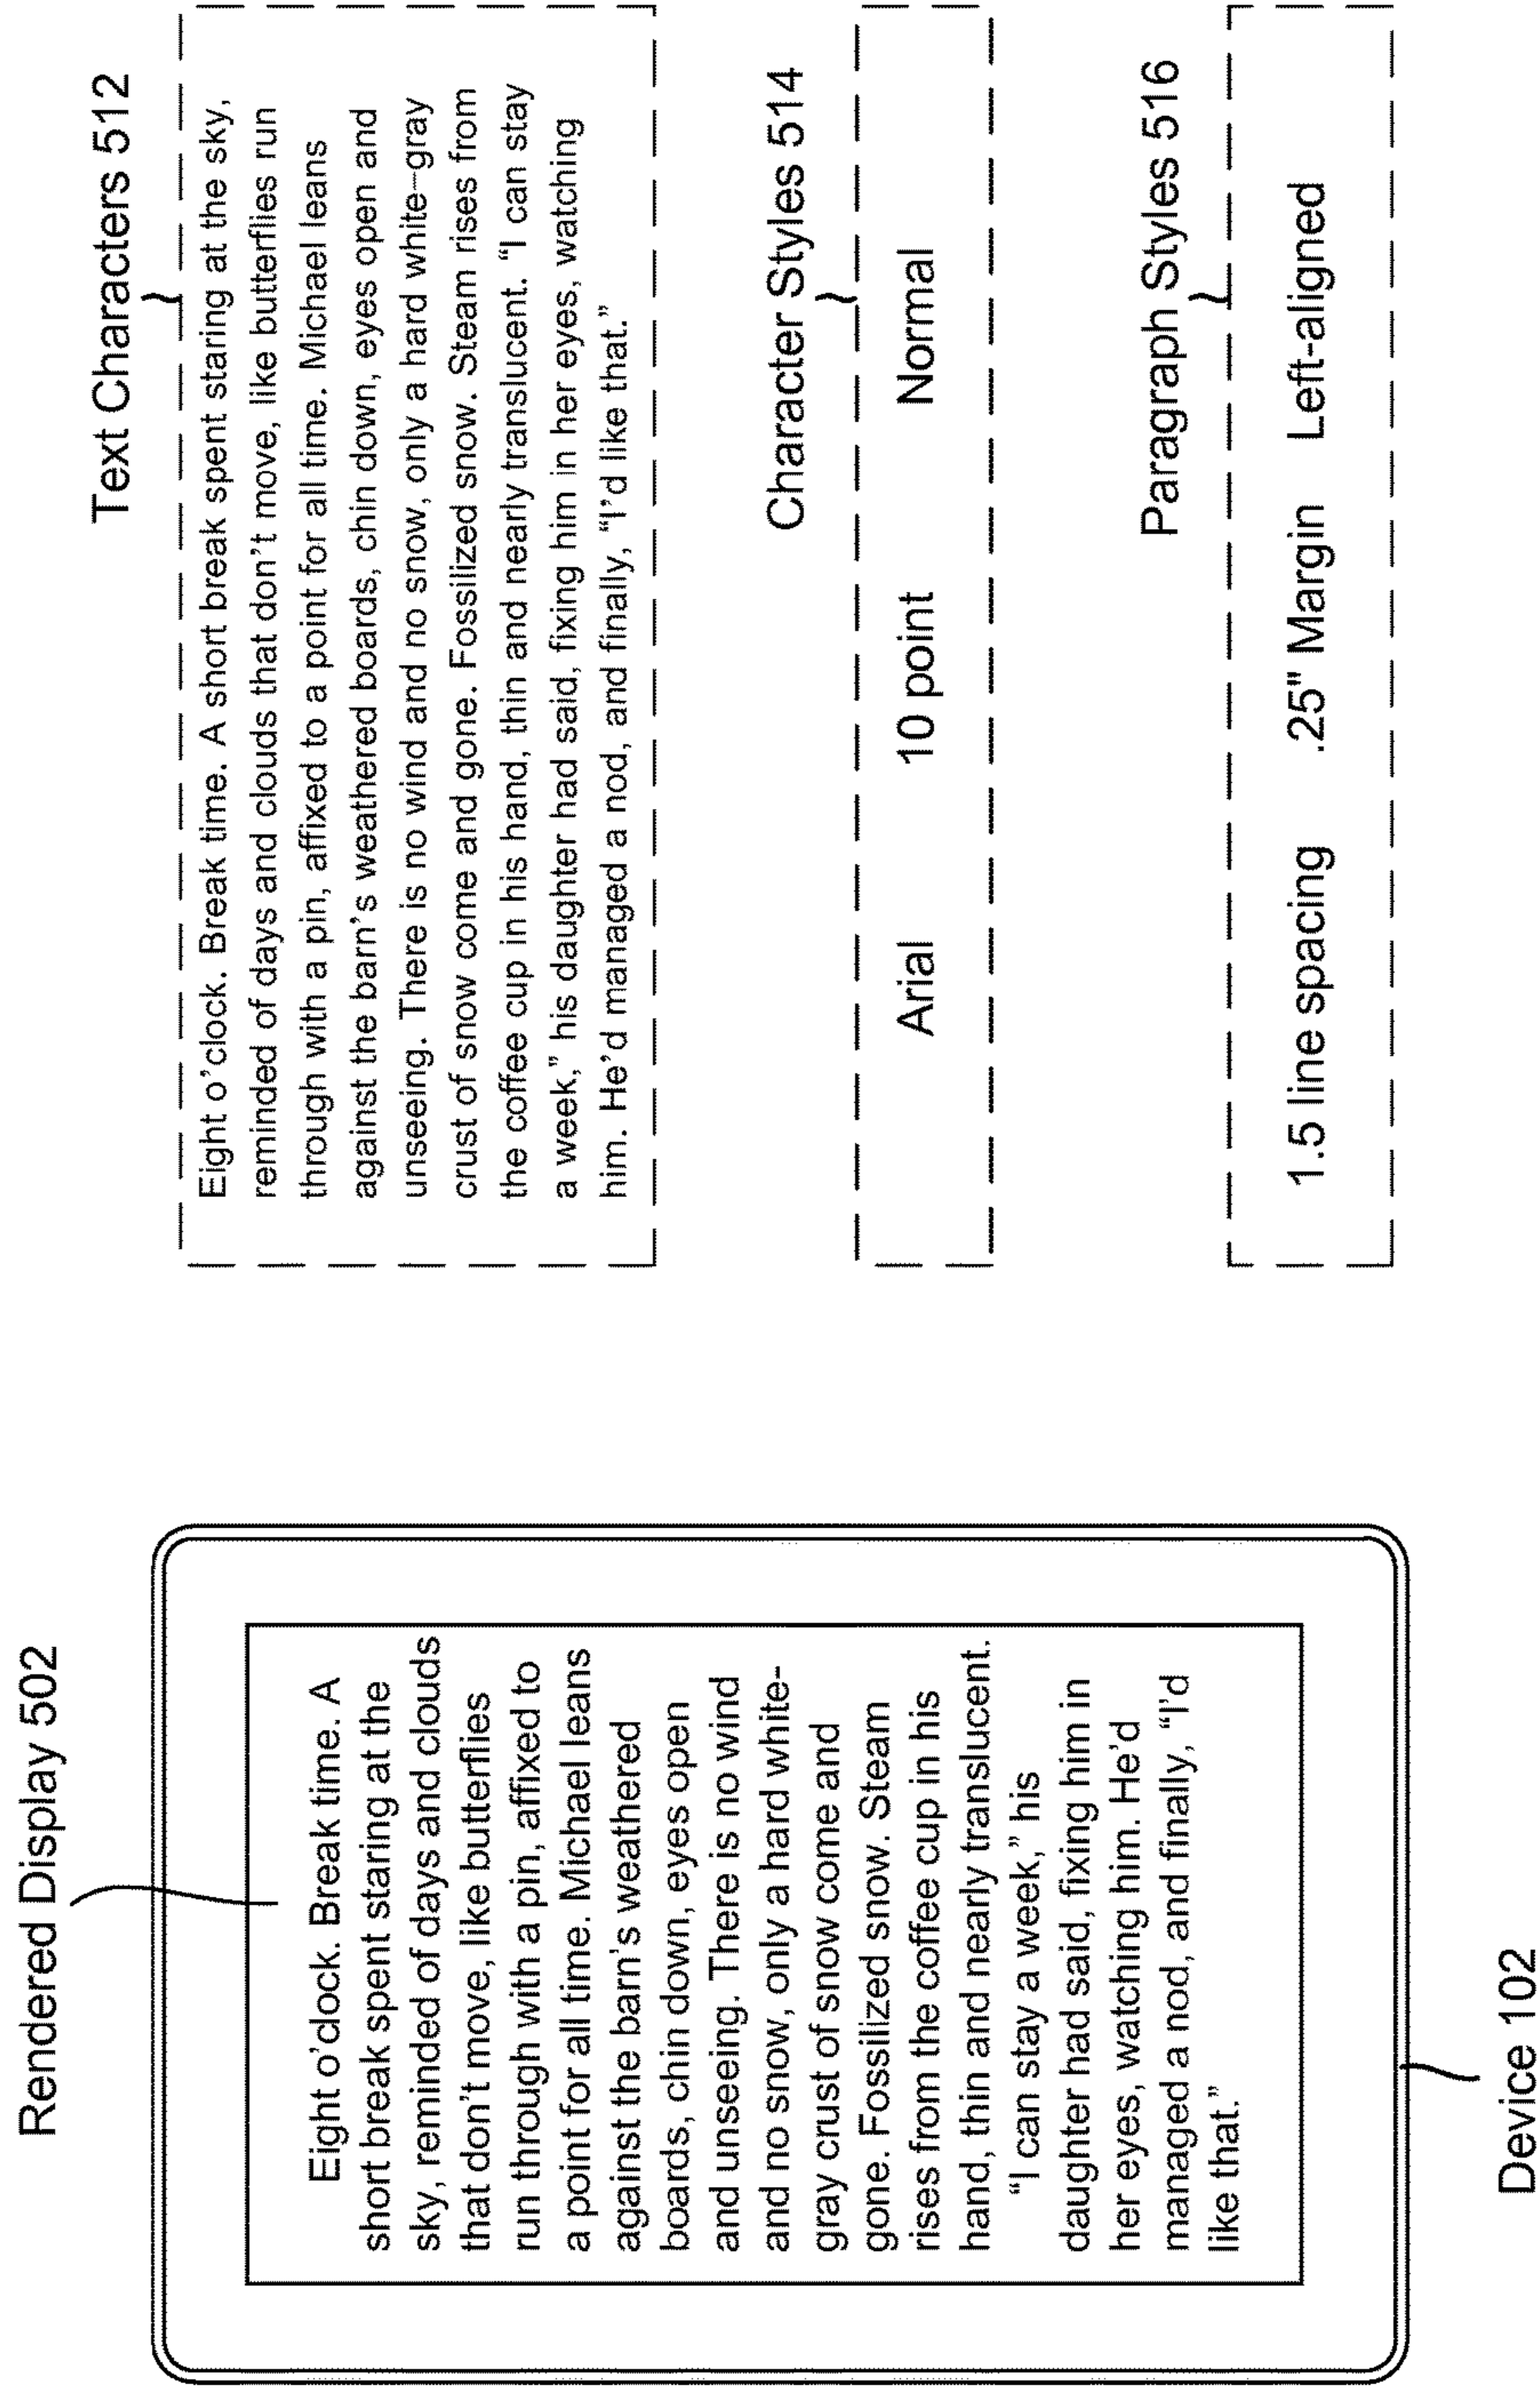 Rendered Display 502
Eight o'clock. Break time. A
short break spent staring at the
sky, reminded of days and clouds
that don't move, like butterflies
run through with a pin, affixed to
a point for all time. Michael leans
against the barn's weathered
boards, chin down, eyes open
and unseeing. There is no wind
and no snow, only a hard white-
gray crust of snow come and
gone. Fossilized snow. Steam
rises from the coffee cup in his
hand, thin and nearly translucent.
“I can stay a week,” his
daughter had said, fixing him in
her eyes, watching him. He'd
managed a nod, and finally, “I'd
like that.”
Device 102
Text Characters 512
Eight o'clock. Break time. A short break spent staring at the sky,
reminded of days and clouds that don't move, like butterflies run
through with a pin, affixed to a point for all time. Michael leans
against the barn's weathered boards, chin down, eyes open and
unseeing. There is no wind and no snow, only a hard white–gray
crust of snow come and gone. Fossilized snow. Steam rises from
the coffee cup in his hand, thin and nearly translucent. “I can stay
a week,” his daughter had said, fixing him in her eyes, watching
him. He'd managed a nod, and finally, “I'd like that.”
Character Styles 514
Arial 10 point Normal
Paragraph Styles 516
1.5 line spacing .25" Margin Left-aligned